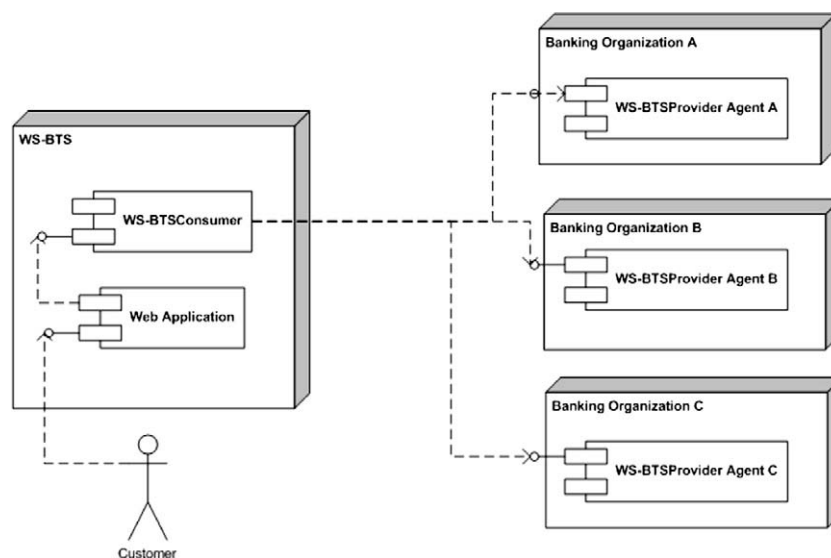 WS-BTS
WS-BTSConsumer
Web Application
Customer
Banking Organization A
WS-BTSProvider Agent A
Banking Organization B
WS-BTSProvider Agent B
Banking Organization C
WS-BTSProvider Agent C